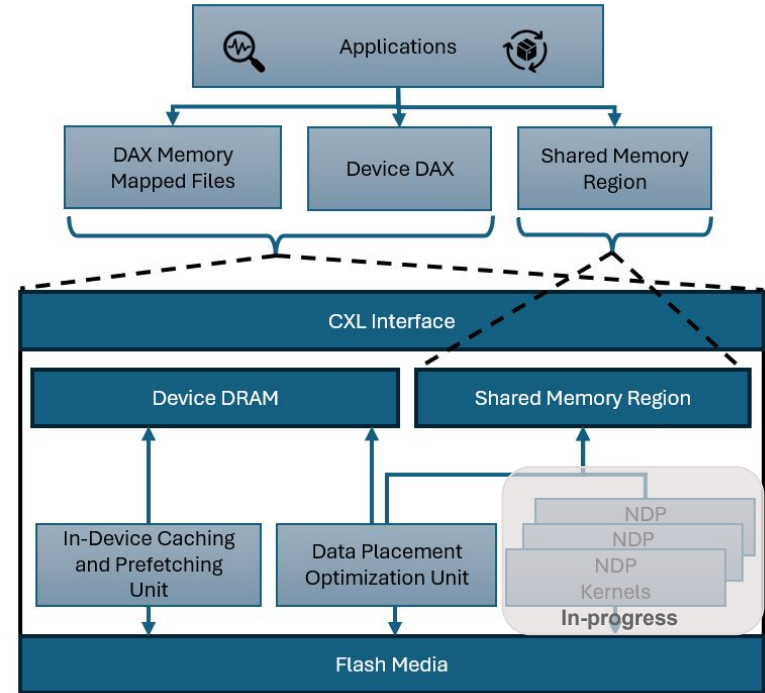 Applications
DAX Memory
Mapped Files
Device DAX
Shared Memory
Region
CXL Interface
Device DRAM
Shared Memory Region
In-Device Caching
and Prefetching
Unit
Data Placement
Optimization Unit
NDP
NDP
NDP
Kernels
In-progress
Flash Media